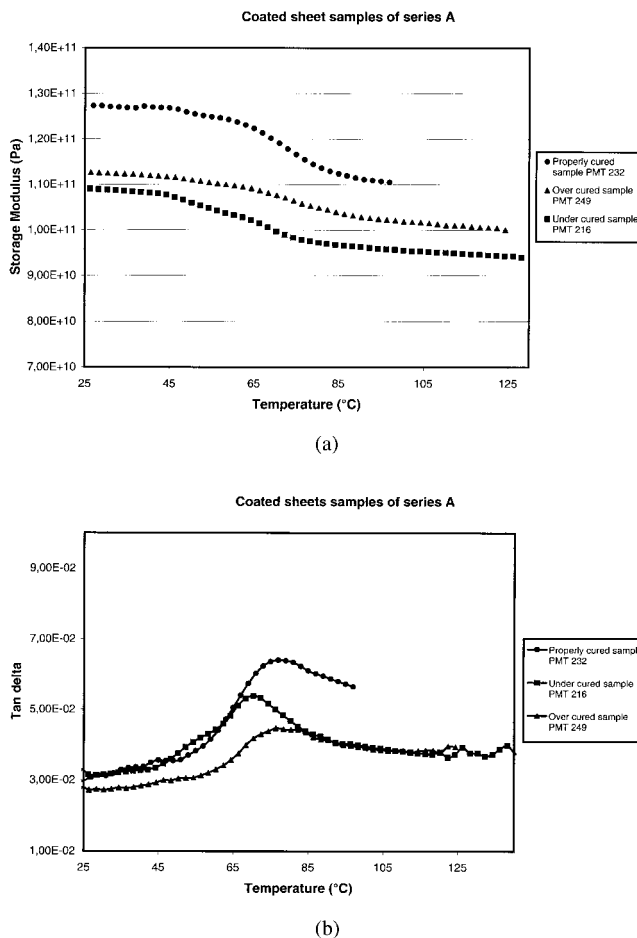 Coated sheet samples of series A
1,40E+11
1,30E+11
1,20E+11
1,10E+11
1,00E+11
9,00E+10
8,00E+10
7,00E+10
Storage Modulus (Pa)
25 45 65 85 105 125
Temperature (°C)
Properly cured
sample PMT 232
Over cured sample
PMT 249
Under cured sample
PMT 216
(a)
Coated sheets samples of series A
9,00E-02
7,00E-02
5,00E-02
3,00E-02
1,00E-02
Tan delta
25 45 65 85 105 125
Temperature (°C)
Properly cured sample
PMT 232
Under cured sample
PMT 216
Over cured sample
PMT 249
(b)